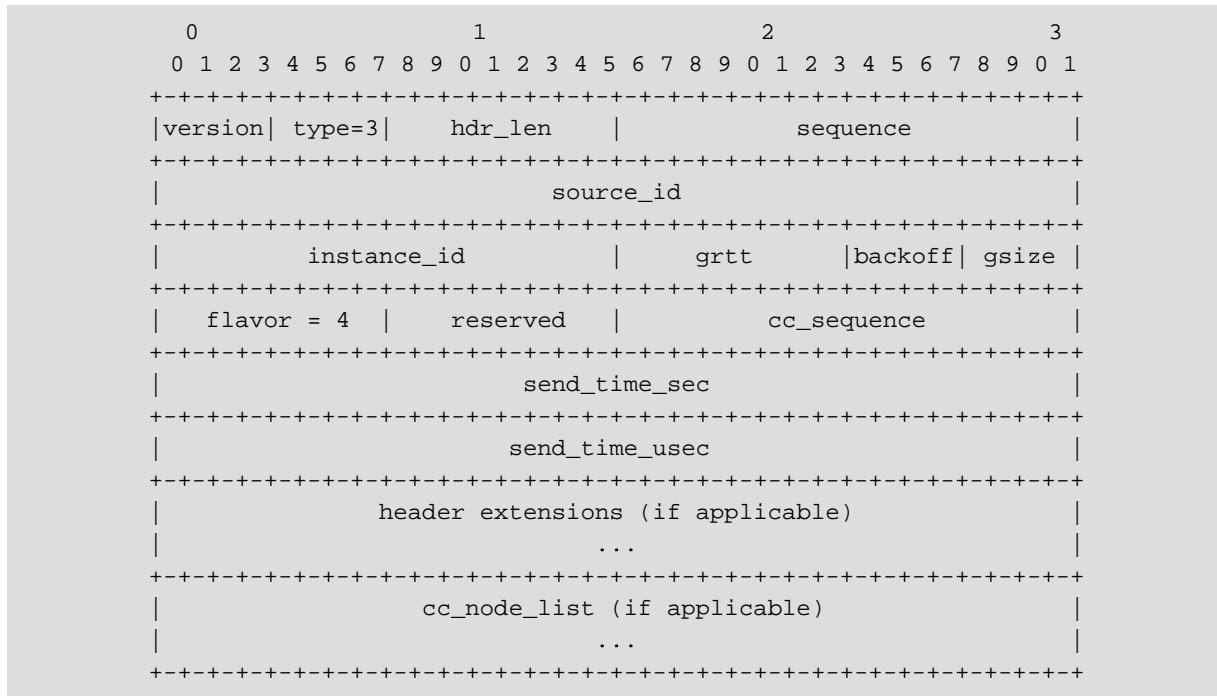 0                   1                   2                   3
 0 1 2 3 4 5 6 7 8 9 0 1 2 3 4 5 6 7 8 9 0 1 2 3 4 5 6 7 8 9 0 1
+-+-+-+-+-+-+-+-+-+-+-+-+-+-+-+-+-+-+-+-+-+-+-+-+-+-+-+-+-+-+-+-+
|version| type=3|    hdr_len    |            sequence           |
+-+-+-+-+-+-+-+-+-+-+-+-+-+-+-+-+-+-+-+-+-+-+-+-+-+-+-+-+-+-+-+-+
|                           source_id                           |
+-+-+-+-+-+-+-+-+-+-+-+-+-+-+-+-+-+-+-+-+-+-+-+-+-+-+-+-+-+-+-+-+
|          instance_id          |     grtt      |backoff| gsize |
+-+-+-+-+-+-+-+-+-+-+-+-+-+-+-+-+-+-+-+-+-+-+-+-+-+-+-+-+-+-+-+-+
|   flavor = 4  |    reserved   |          cc_sequence          |
+-+-+-+-+-+-+-+-+-+-+-+-+-+-+-+-+-+-+-+-+-+-+-+-+-+-+-+-+-+-+-+-+
|                         send_time_sec                         |
+-+-+-+-+-+-+-+-+-+-+-+-+-+-+-+-+-+-+-+-+-+-+-+-+-+-+-+-+-+-+-+-+
|                        send_time_usec                         |
+-+-+-+-+-+-+-+-+-+-+-+-+-+-+-+-+-+-+-+-+-+-+-+-+-+-+-+-+-+-+-+-+
|               header extensions (if applicable)               |
|                              ...                              |
+-+-+-+-+-+-+-+-+-+-+-+-+-+-+-+-+-+-+-+-+-+-+-+-+-+-+-+-+-+-+-+-+
|                  cc_node_list (if applicable)                 |
|                              ...                              |
+-+-+-+-+-+-+-+-+-+-+-+-+-+-+-+-+-+-+-+-+-+-+-+-+-+-+-+-+-+-+-+-+